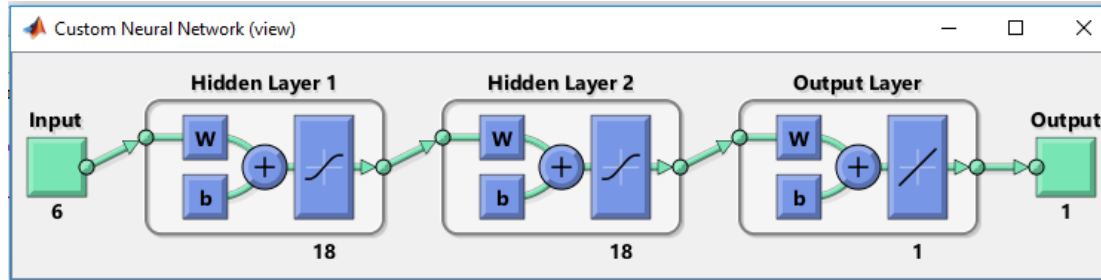 Custom Neural Network (view)
Hidden Layer 1 Hidden Layer 2 Output Layer
Input Output
W W W
+ + +
b b b
6 1
18 18 1